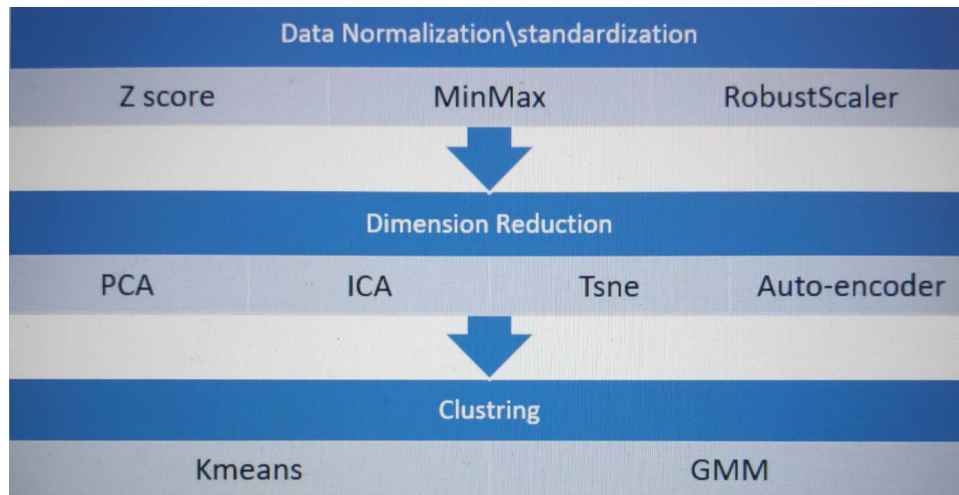 Data Normalization\standardization
Z score MinMax RobustScaler
Dimension Reduction
PCA ICA Tsne Auto-encoder
Clustring
Kmeans GMM